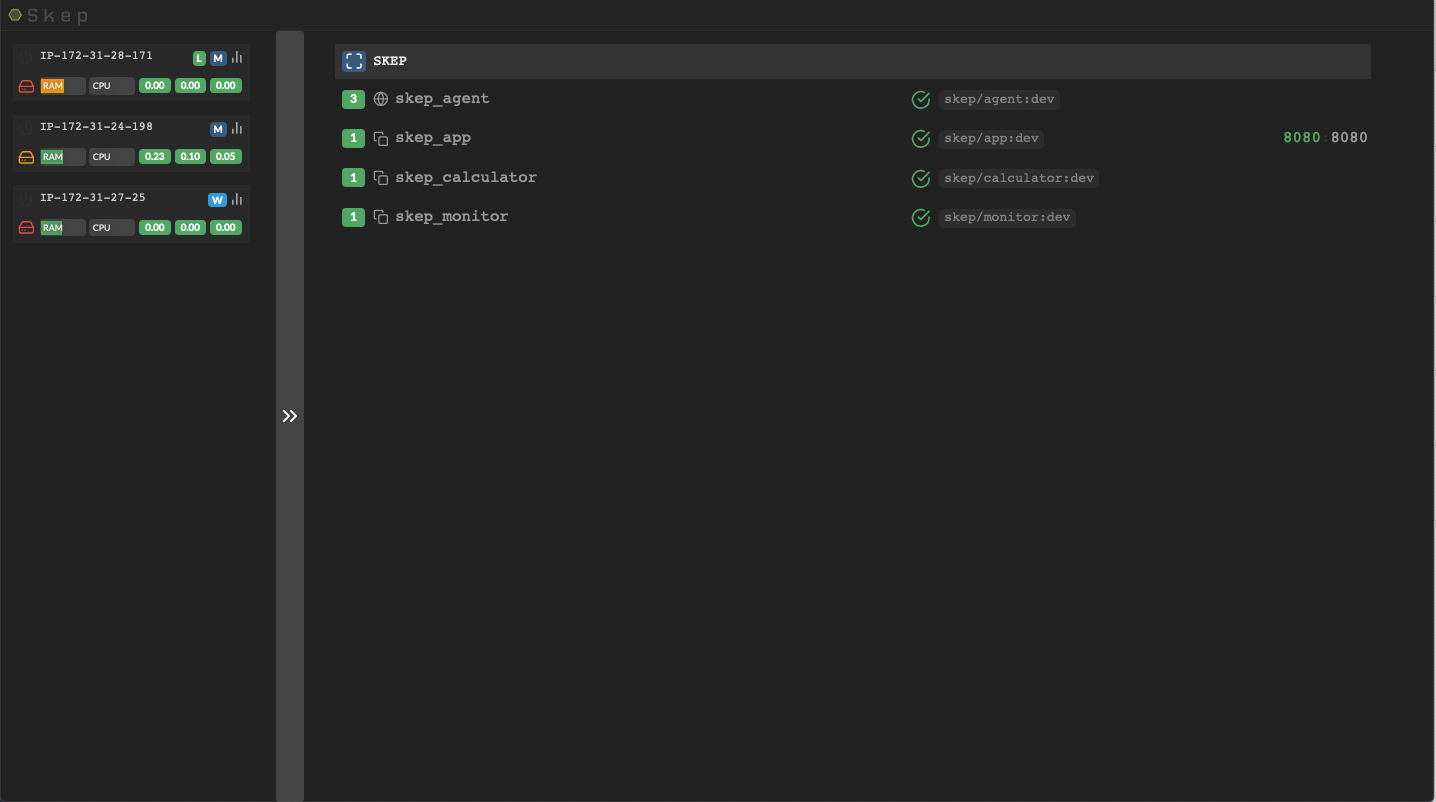 Skep
IP-172-31-28-171 L M
RAM CPU 0.00 0.00 0.00
IP-172-31-24-198 M
RAM CPU 0.23 0.10 0.05
IP-172-31-27-25 W
RAM CPU 0.00 0.00 0.00
SKEP
3 skep_agent skep/agent:dev
1 skep_app skep/app:dev 8080:8080
1 skep_calculator skep/calculator:dev
1 skep_monitor skep/monitor:dev